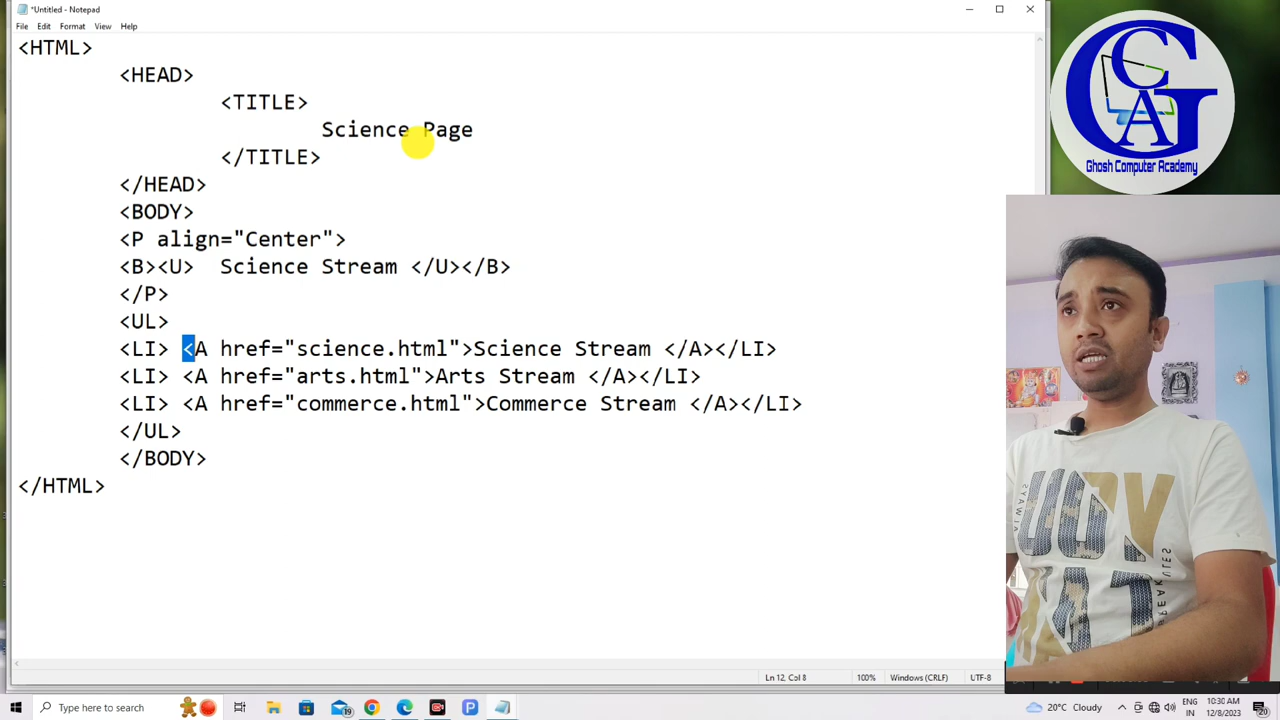 *Untitled - Notepad
File Edit Format View Help
<HTML>
<HEAD>
<TITLE>
Science Page
</TITLE>
</HEAD>
<BODY>
<P align="Center">
<B><U>  Science Stream </U></B>
</P>
<UL>
<LI> <A href="science.html">Science Stream </A></LI>
<LI> <A href="arts.html">Arts Stream </A></LI>
<LI> <A href="commerce.html">Commerce Stream </A></LI>
</UL>
</BODY>
</HTML>
GCA
Ghosh Computer Academy
Ln 12, Col 8 100% Windows (CRLF) UTF-8
Type here to search
20°C Cloudy
ENG
IN
10:30 AM
12/8/2023